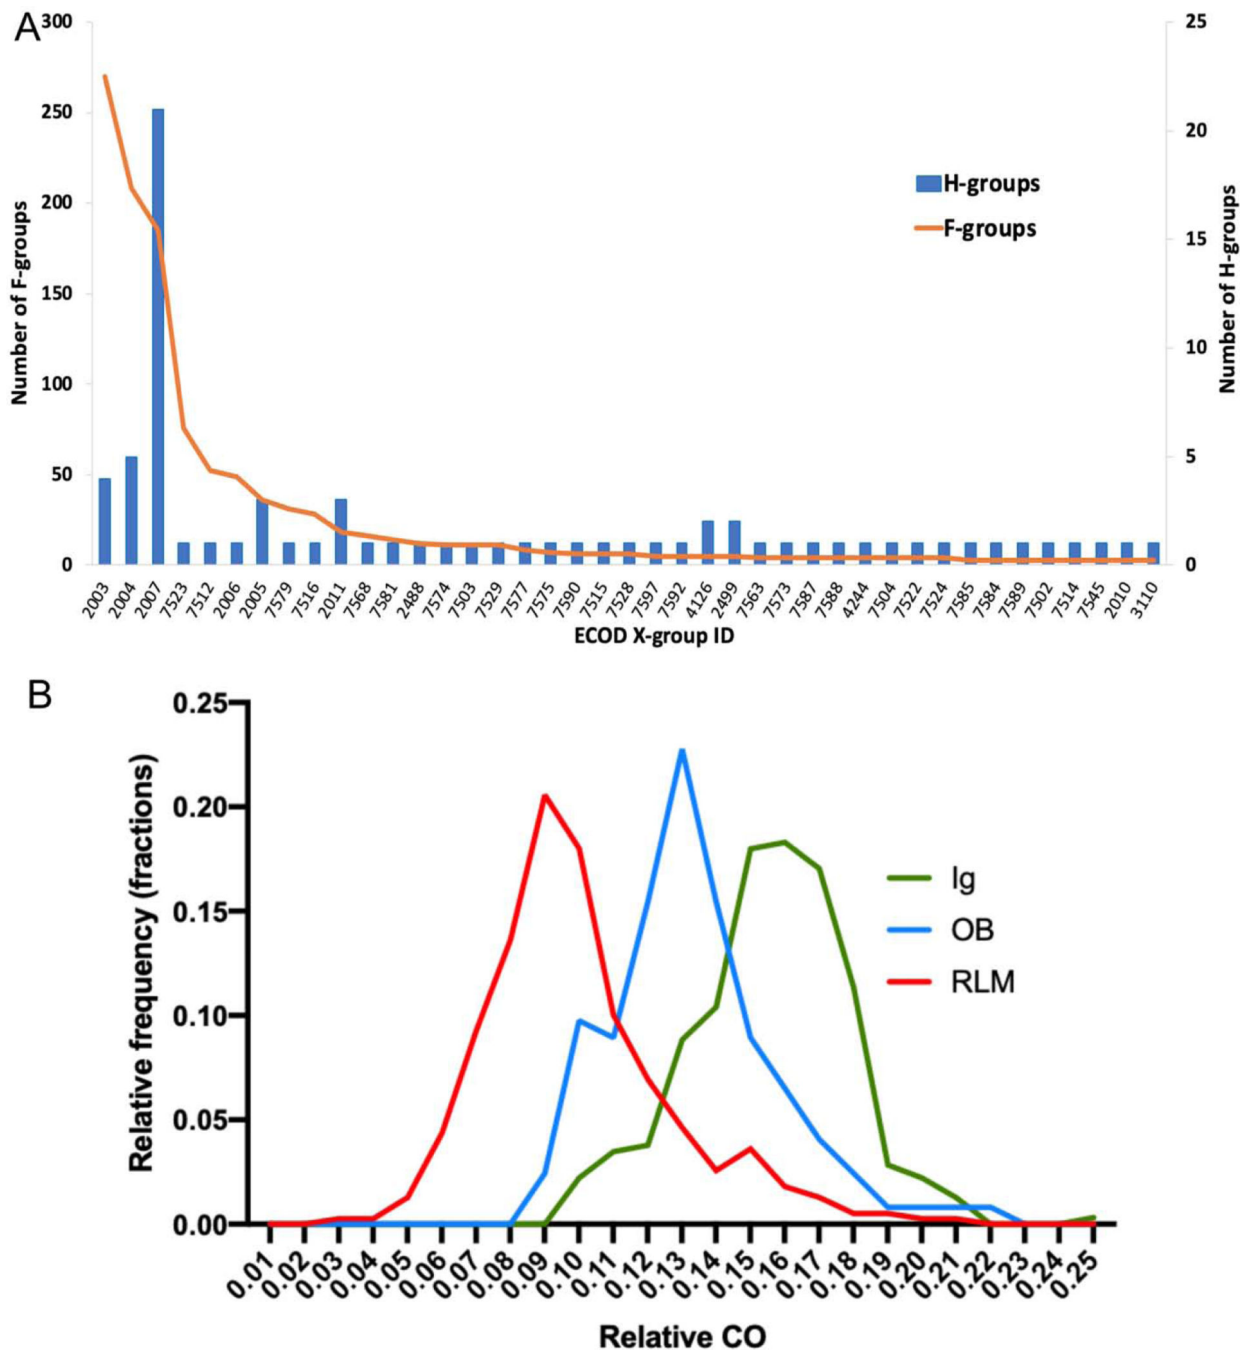 A
300
250
200
150
100
50
0
Number of F-groups
25
20
15
10
5
0
Number of H-groups
H-groups
F-groups
2003 2004 2007 7523 7512 2006 2005 7579 7516 2011 7568 7581 2488 7574 7503 7529 7577 7575 7590 7515 7528 7597 7592 4126 2499 7563 7573 7587 7588 4244 7504 7522 7524 7585 7584 7589 7502 7514 7545 2010 3110
ECOD X-group ID
B
0.25
0.20
0.15
0.10
0.05
0.00
Relative frequency (fractions)
Ig
OB
RLM
0.01 0.02 0.03 0.04 0.05 0.06 0.07 0.08 0.09 0.10 0.11 0.12 0.13 0.14 0.15 0.16 0.17 0.18 0.19 0.20 0.21 0.22 0.23 0.24 0.25
Relative CO